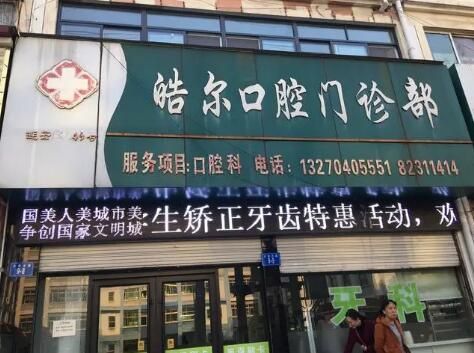 皓尔口腔门诊部
服务项目:口腔科 电话: 13270405551 82311414
国美人美城市美
争创国家文明城
生矫正牙齿特惠活动，欢
牙科